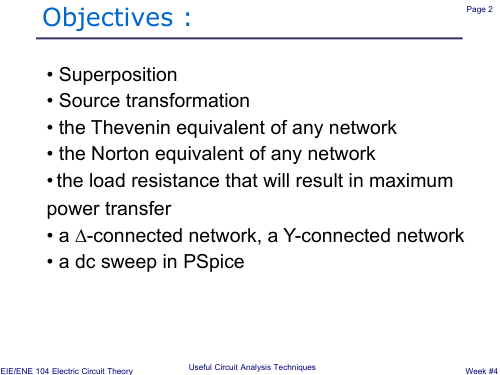 Page 2
Objectives :
• Superposition
• Source transformation
• the Thevenin equivalent of any network
• the Norton equivalent of any network
• the load resistance that will result in maximum
power transfer
• a Δ-connected network, a Y-connected network
• a dc sweep in PSpice
EIE/ENE 104 Electric Circuit Theory
Useful Circuit Analysis Techniques
Week #4